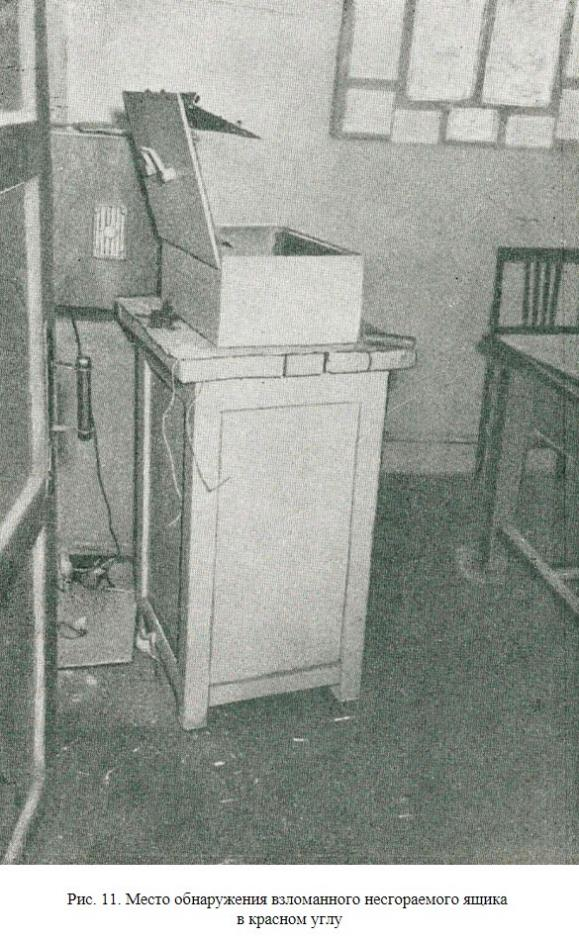 Рис. 11. Место обнаружения взломанного несгораемого ящика
в красном углу